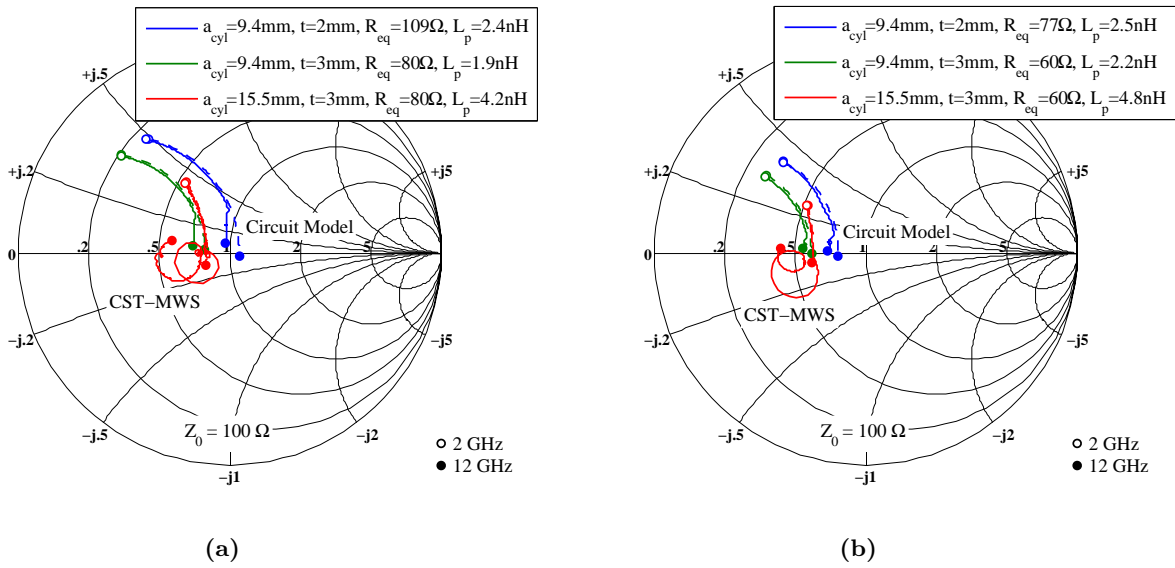 a_cyl=9.4mm, t=2mm, R_eq=109Ω, L_p=2.4nH
a_cyl=9.4mm, t=3mm, R_eq=80Ω, L_p=1.9nH
a_cyl=15.5mm, t=3mm, R_eq=80Ω, L_p=4.2nH
+j.5
+j.2
+j5
Circuit Model
0
.2
.5
1
.5
CST−MWS
−j.2
−j5
Z_0 = 100 Ω
−j.5
−j2
−j1
2 GHz
12 GHz
(a)
a_cyl=9.4mm, t=2mm, R_eq=77Ω, L_p=2.5nH
a_cyl=9.4mm, t=3mm, R_eq=60Ω, L_p=2.2nH
a_cyl=15.5mm, t=3mm, R_eq=60Ω, L_p=4.8nH
+j.5
+j.2
+j5
Circuit Model
0
.2
.5
1
.5
CST−MWS
−j.2
−j5
Z_0 = 100 Ω
−j.5
−j2
−j1
2 GHz
12 GHz
(b)